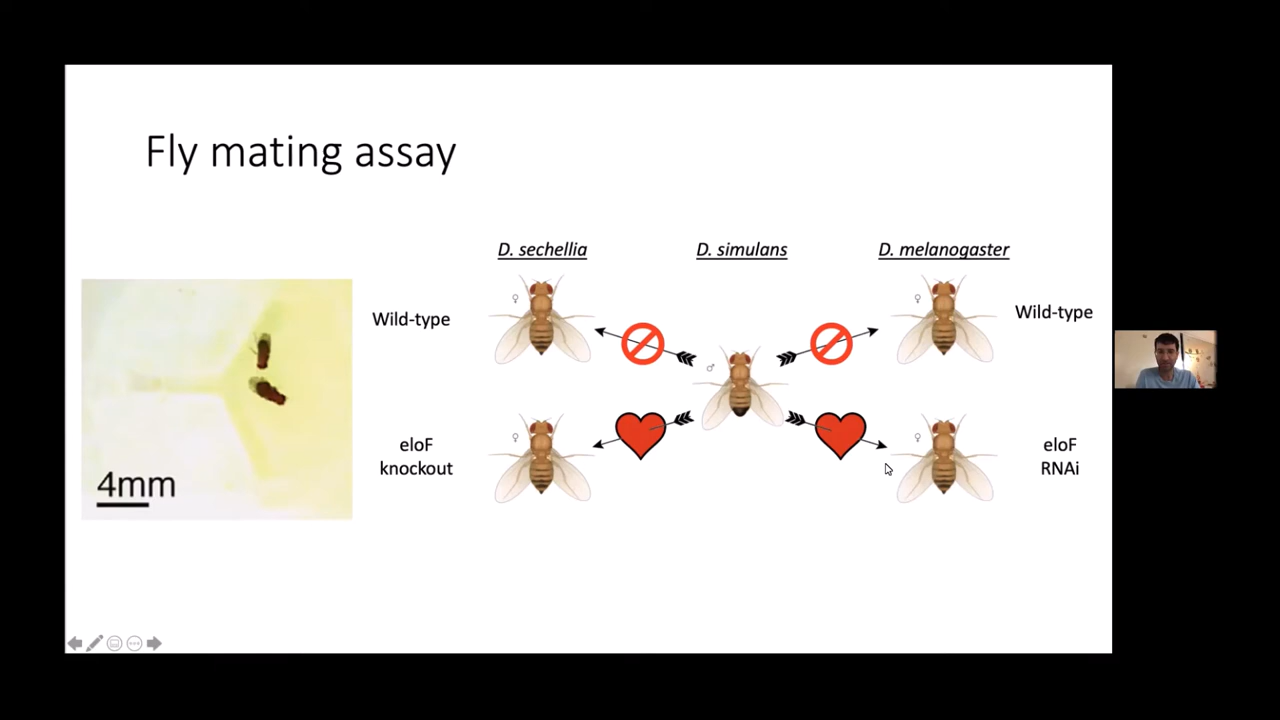 Fly mating assay
D. sechellia
D. simulans
D. melanogaster
Wild-type
♀
♀
Wild-type
♂
eloF
knockout
♀
♀
eloF
RNAi
4mm